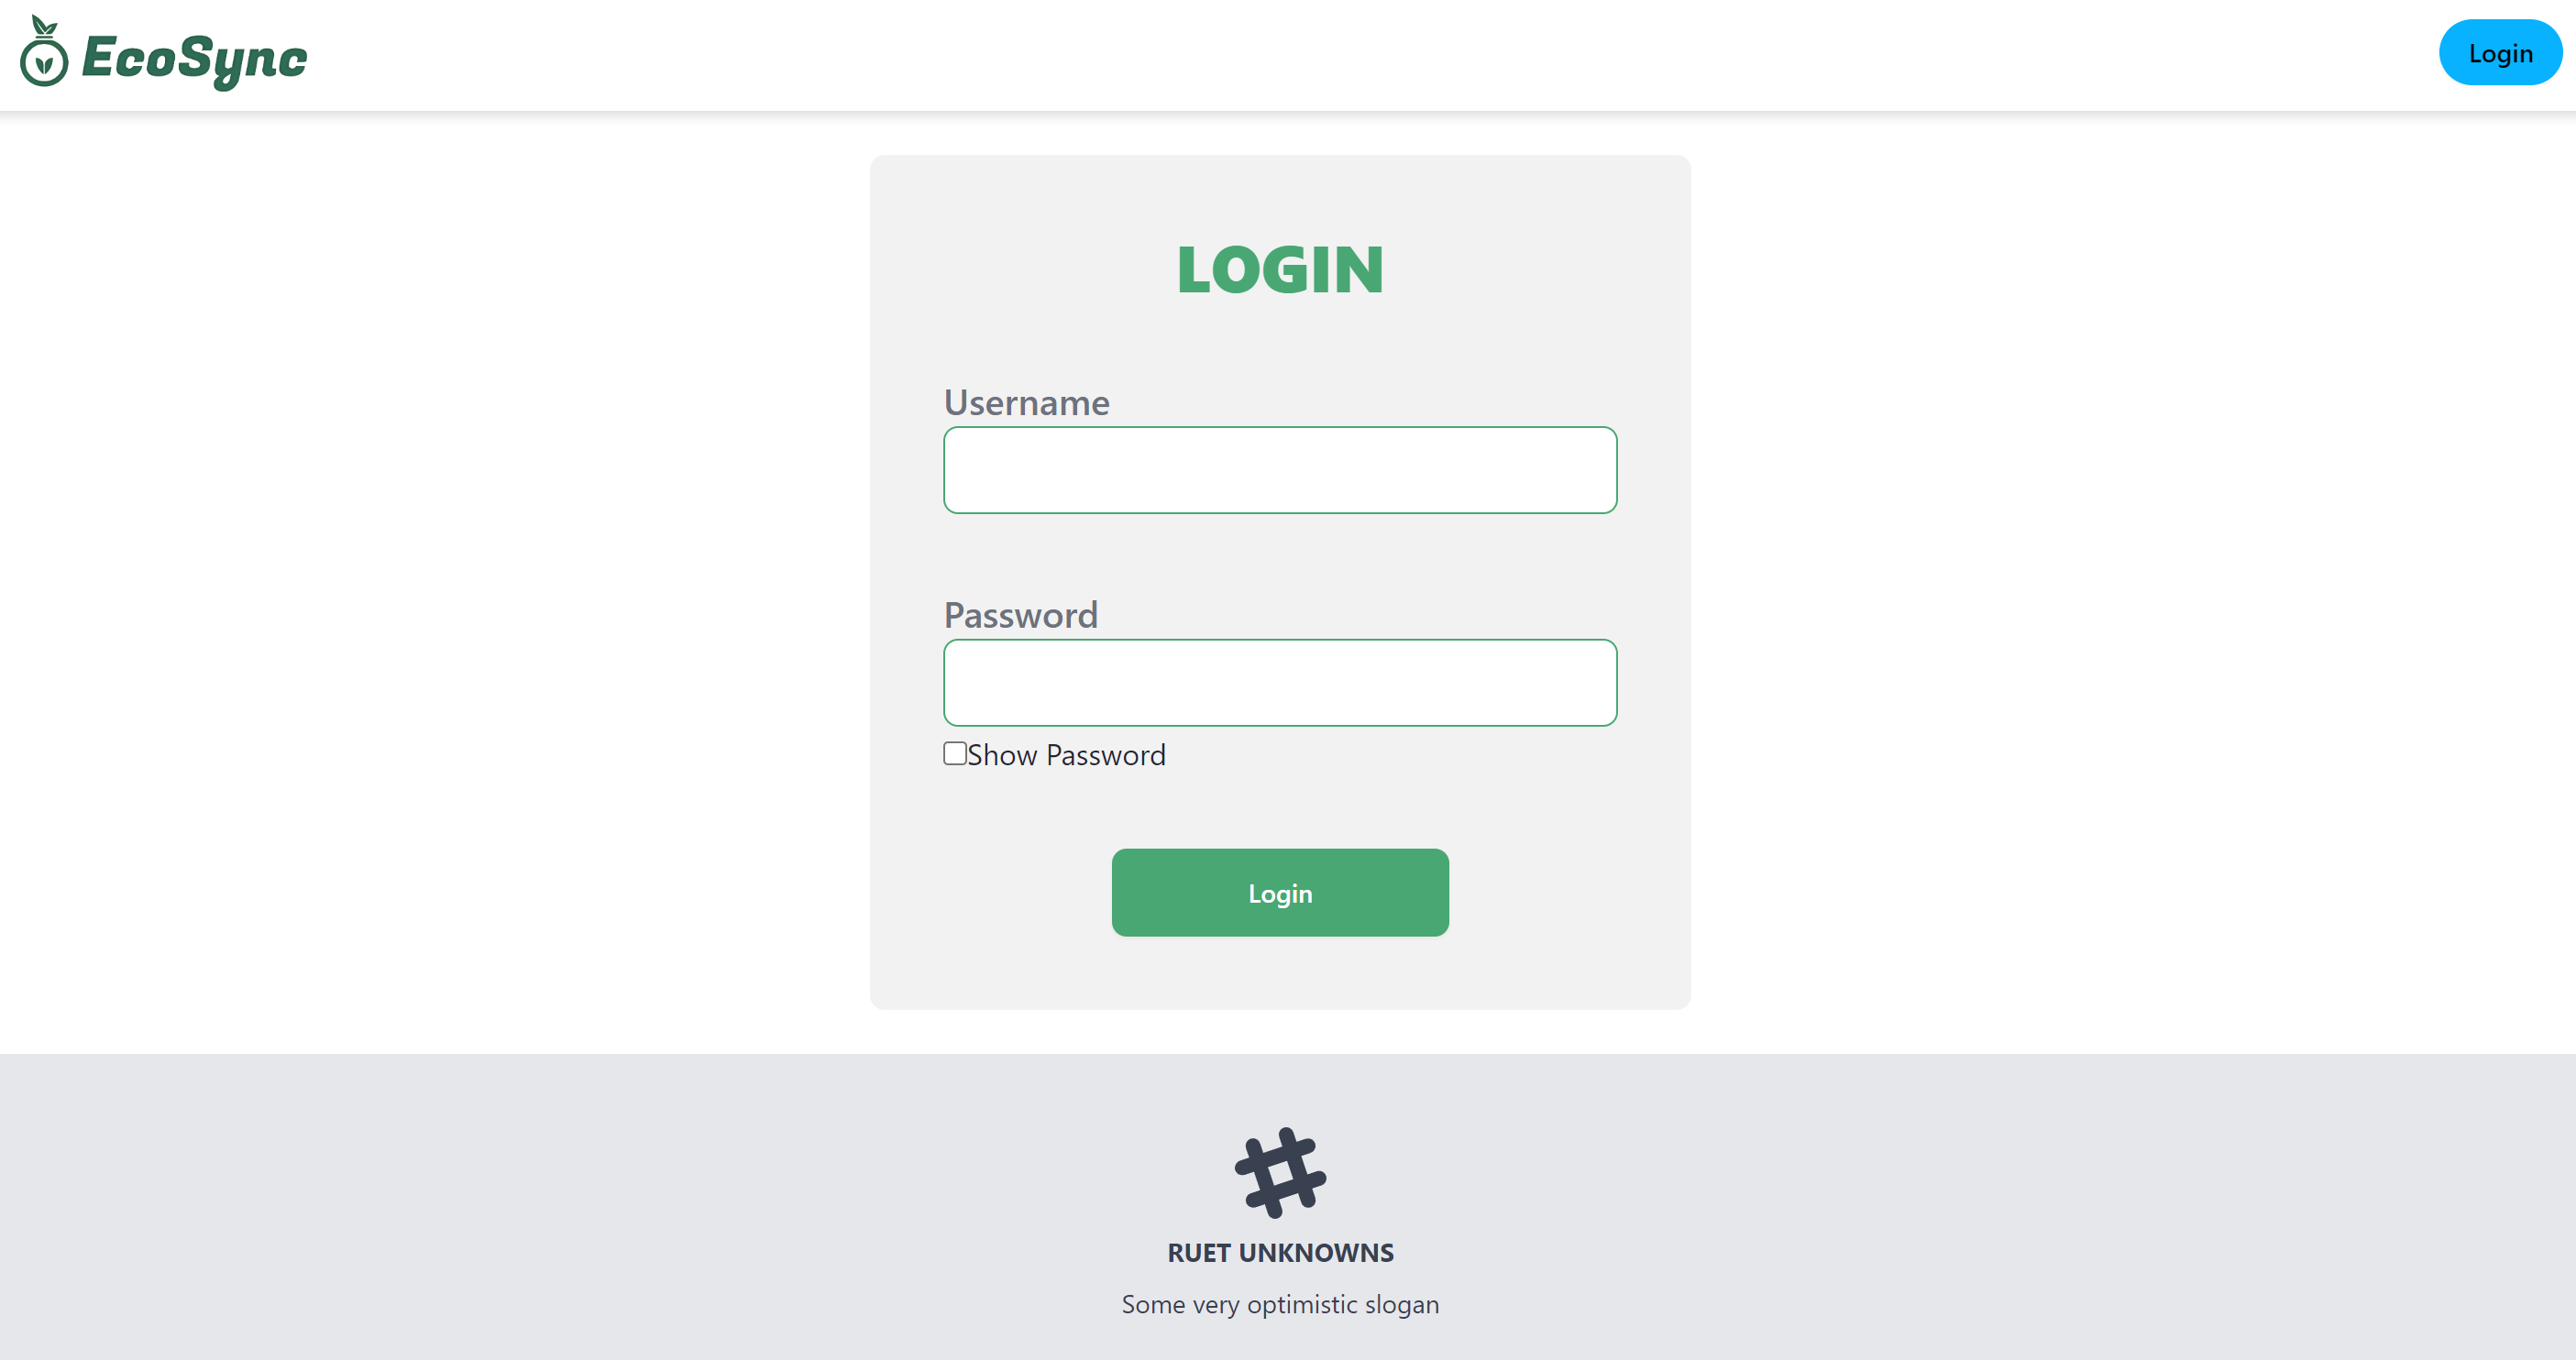 EcoSync
Login
LOGIN
Username
Password
Show Password
Login
RUET UNKNOWNS
Some very optimistic slogan